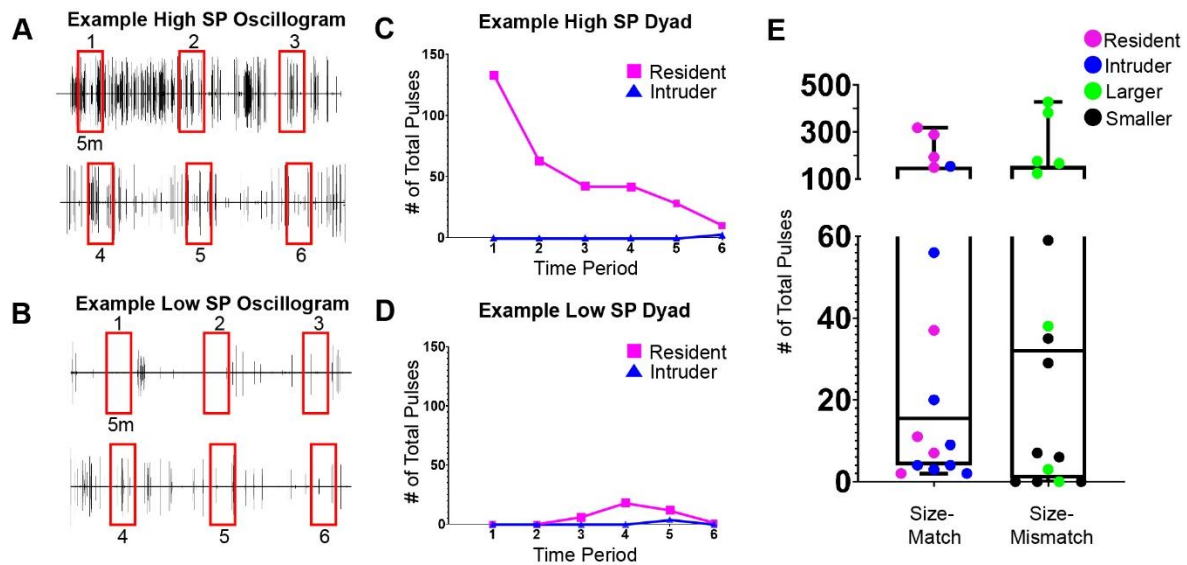 A
Example High SP Oscillogram
1 2 3
5m
4 5 6
B
Example Low SP Oscillogram
1 2 3
5m
4 5 6
C
Example High SP Dyad
# of Total Pulses
150
100
50
0
Resident
Intruder
1 2 3 4 5 6
Time Period
D
Example Low SP Dyad
# of Total Pulses
150
100
50
0
Resident
Intruder
1 2 3 4 5 6
Time Period
E
Resident
Intruder
Larger
Smaller
# of Total Pulses
500
300
100
60
40
20
0
Size-
Match
Size-
Mismatch